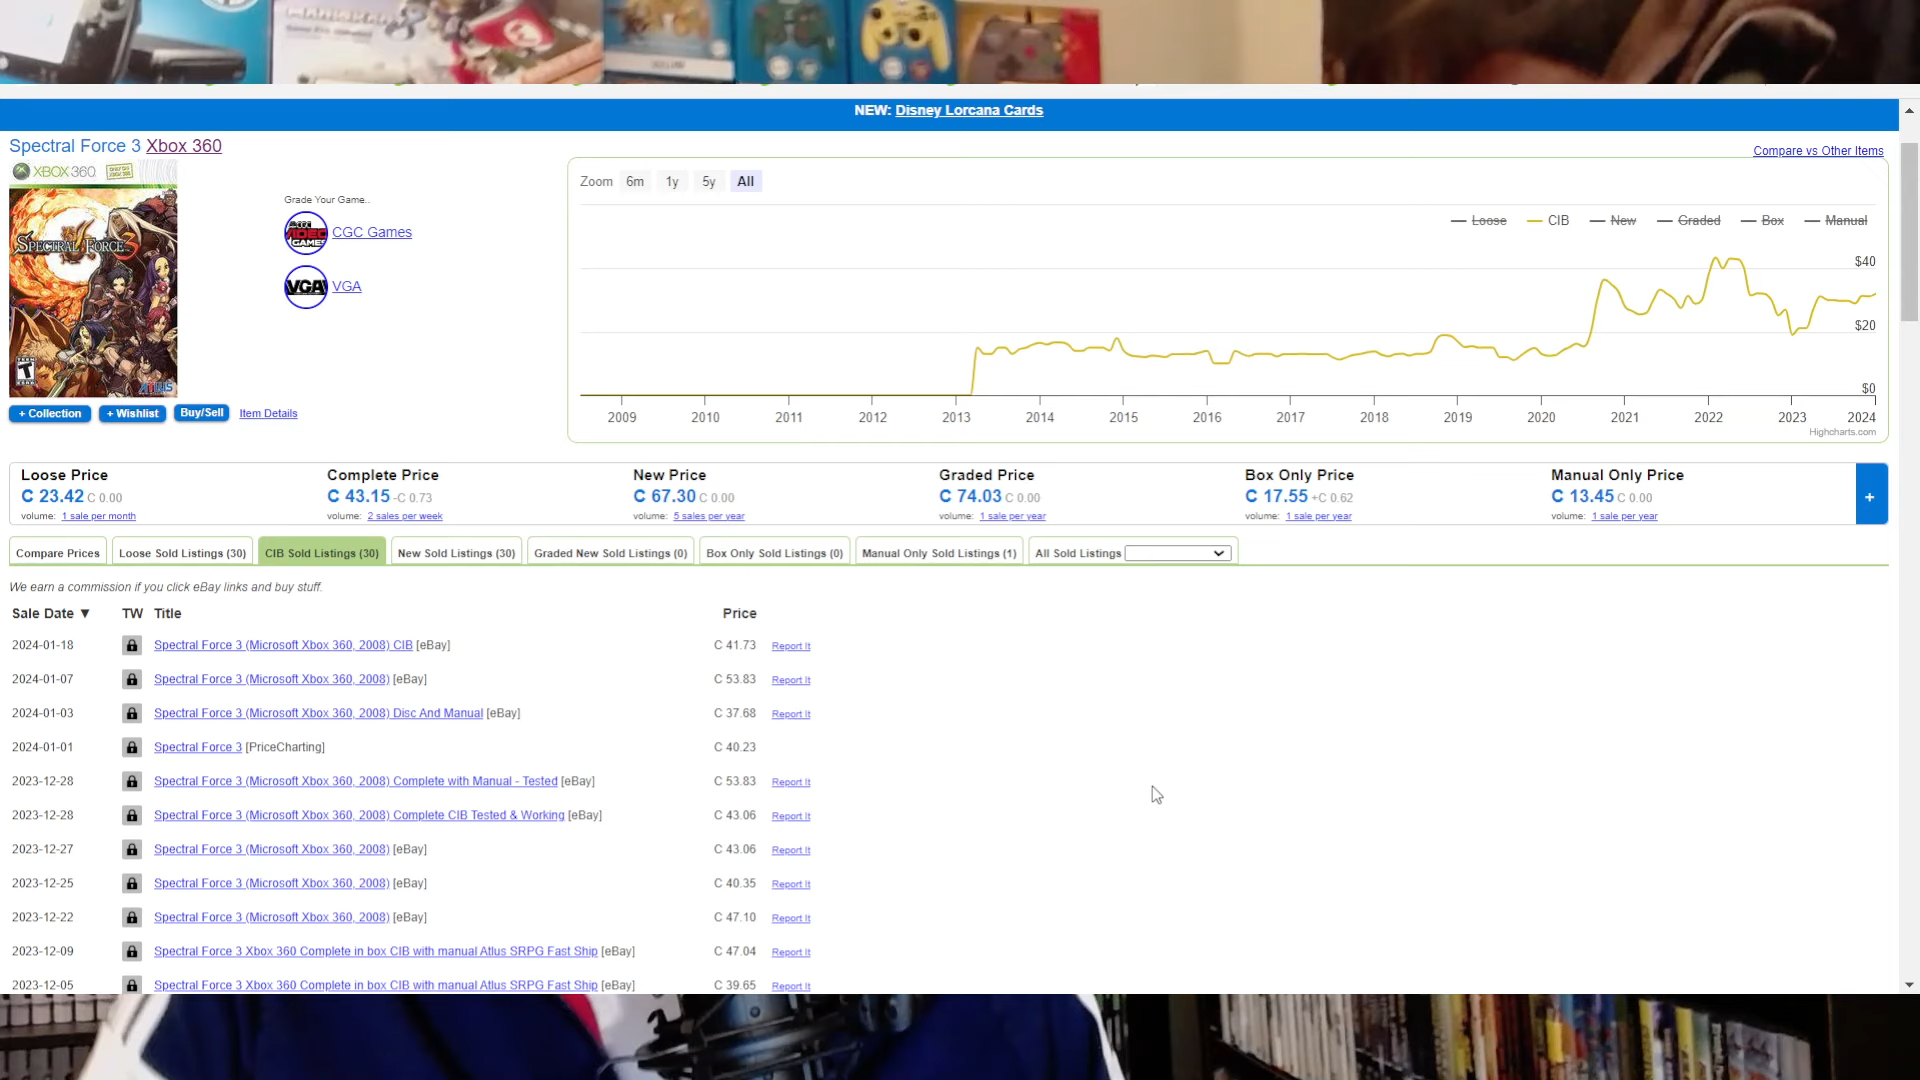 NEW: Disney Lorcana Cards
Spectral Force 3 Xbox 360
Compare vs Other Items
XBOX 360
SPECTRAL FORCE 3
T
ATLUS
Grade Your Game..
CGC VIDEO GAMES CGC Games
VGA VGA
+ Collection + Wishlist Buy/Sell Item Details
Zoom 6m 1y 5y All
Loose CIB New Graded Box Manual
$40
$20
$0
2009 2010 2011 2012 2013 2014 2015 2016 2017 2018 2019 2020 2021 2022 2023 2024
Highcharts.com
Loose Price Complete Price New Price Graded Price Box Only Price Manual Only Price
C 23.42 C 0.00 C 43.15 -C 0.73 C 67.30 C 0.00 C 74.03 C 0.00 C 17.55 +C 0.62 C 13.45 C 0.00 +
volume: 1 sale per month volume: 2 sales per week volume: 5 sales per year volume: 1 sale per year volume: 1 sale per year volume: 1 sale per year
Compare Prices Loose Sold Listings (30) CIB Sold Listings (30) New Sold Listings (30) Graded New Sold Listings (0) Box Only Sold Listings (0) Manual Only Sold Listings (1) All Sold Listings
We earn a commission if you click eBay links and buy stuff.
Sale Date ▼ TW Title Price
2024-01-18 Spectral Force 3 (Microsoft Xbox 360, 2008) CIB [eBay] C 41.73 Report It
2024-01-07 Spectral Force 3 (Microsoft Xbox 360, 2008) [eBay] C 53.83 Report It
2024-01-03 Spectral Force 3 (Microsoft Xbox 360, 2008) Disc And Manual [eBay] C 37.68 Report It
2024-01-01 Spectral Force 3 [PriceCharting] C 40.23
2023-12-28 Spectral Force 3 (Microsoft Xbox 360, 2008) Complete with Manual - Tested [eBay] C 53.83 Report It
2023-12-28 Spectral Force 3 (Microsoft Xbox 360, 2008) Complete CIB Tested & Working [eBay] C 43.06 Report It
2023-12-27 Spectral Force 3 (Microsoft Xbox 360, 2008) [eBay] C 43.06 Report It
2023-12-25 Spectral Force 3 (Microsoft Xbox 360, 2008) [eBay] C 40.35 Report It
2023-12-22 Spectral Force 3 (Microsoft Xbox 360, 2008) [eBay] C 47.10 Report It
2023-12-09 Spectral Force 3 Xbox 360 Complete in box CIB with manual Atlus SRPG Fast Ship [eBay] C 47.04 Report It
2023-12-05 Spectral Force 3 Xbox 360 Complete in box CIB with manual Atlus SRPG Fast Ship [eBay] C 39.65 Report It